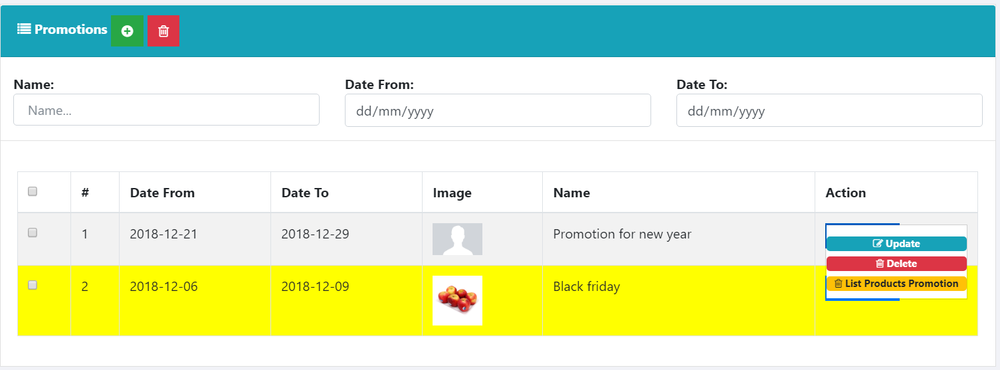 Promotions
Name: Date From: Date To:
Name... dd/mm/yyyy dd/mm/yyyy
# Date From Date To Image Name Action
1 2018-12-21 2018-12-29 Promotion for new year
Update
Delete
List Products Promotion
2 2018-12-06 2018-12-09 Black friday